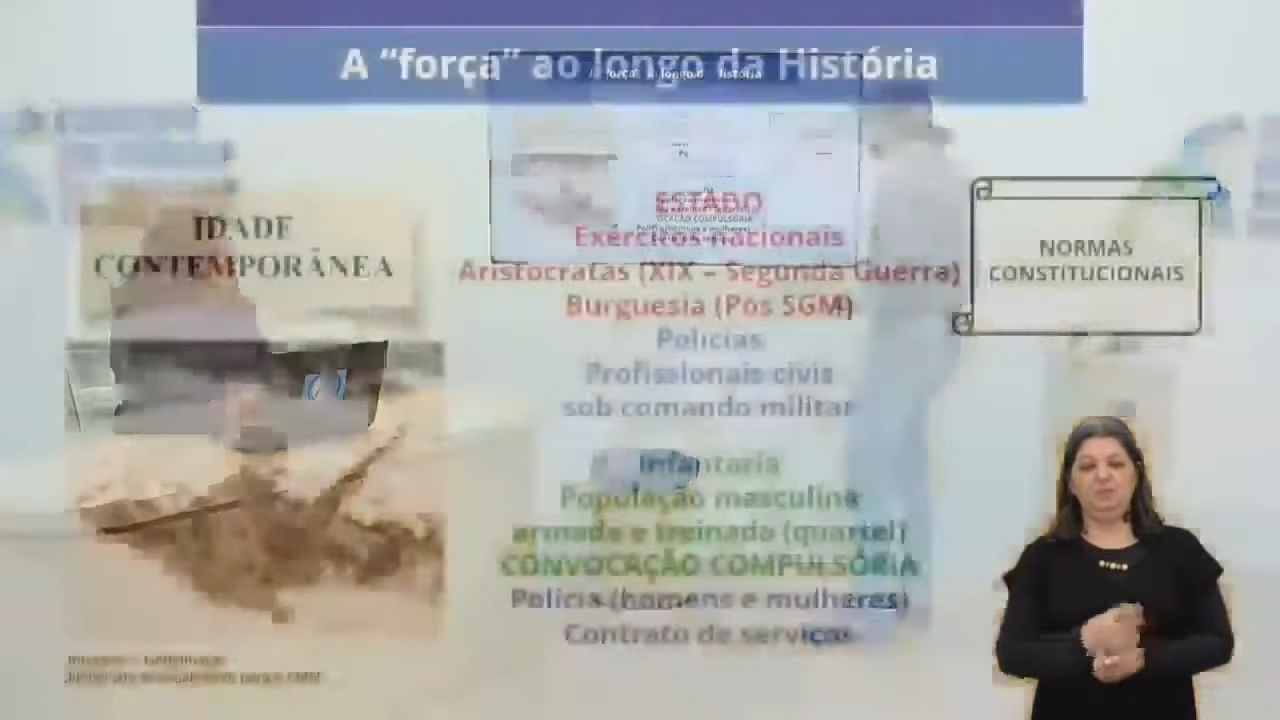 A “força” ao longo da História
IDADE
CONTEMPORÂNEA
ESTADO
Exércitos nacionais
Aristocratas (XIX – Segunda Guerra)
Burguesia (Pós SGM)
Polícias
Profissionais civis
sob comando militar
Infantaria
População masculina
armada e treinada (quartel)
CONVOCAÇÃO COMPULSÓRIA
Polícia (homens e mulheres)
Contrato de serviços
NORMAS
CONSTITUCIONAIS